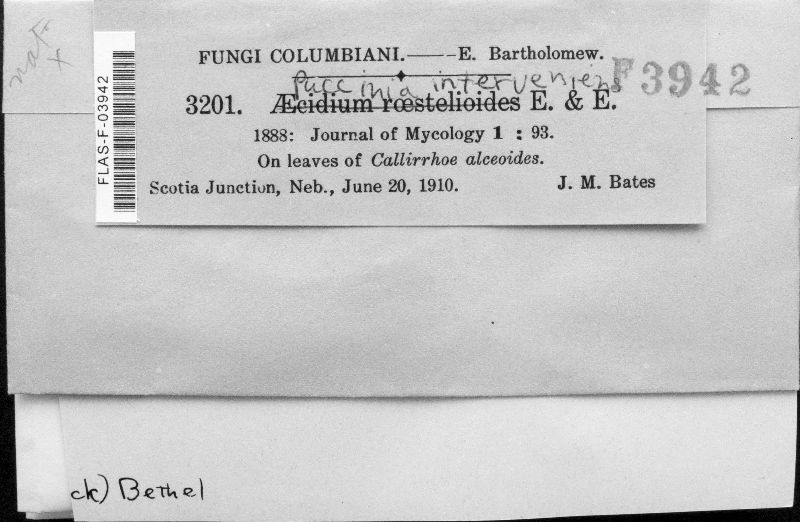 nat.
x
FUNGI COLUMBIANI.——E. Bartholomew.
Puccinia interveniens
F3942
3201. Æcidium rœstelioides E. & E.
1888: Journal of Mycology 1 : 93.
On leaves of Callirrhoe alceoides.
Scotia Junction, Neb., June 20, 1910. J. M. Bates
FLAS-F-03942
ck) Bethel